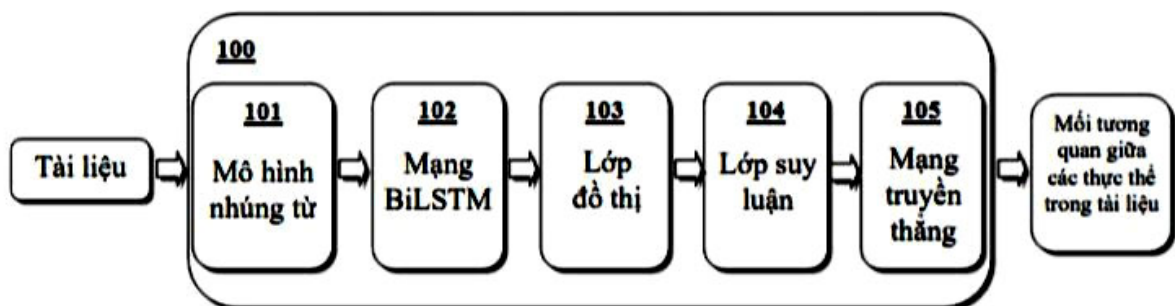 100
Tài liệu
101
Mô hình
nhúng từ
102
Mạng
BiLSTM
103
Lớp
đồ thị
104
Lớp suy
luận
105
Mạng
truyền
thẳng
Mối tương
quan giữa
các thực thể
trong tài liệu